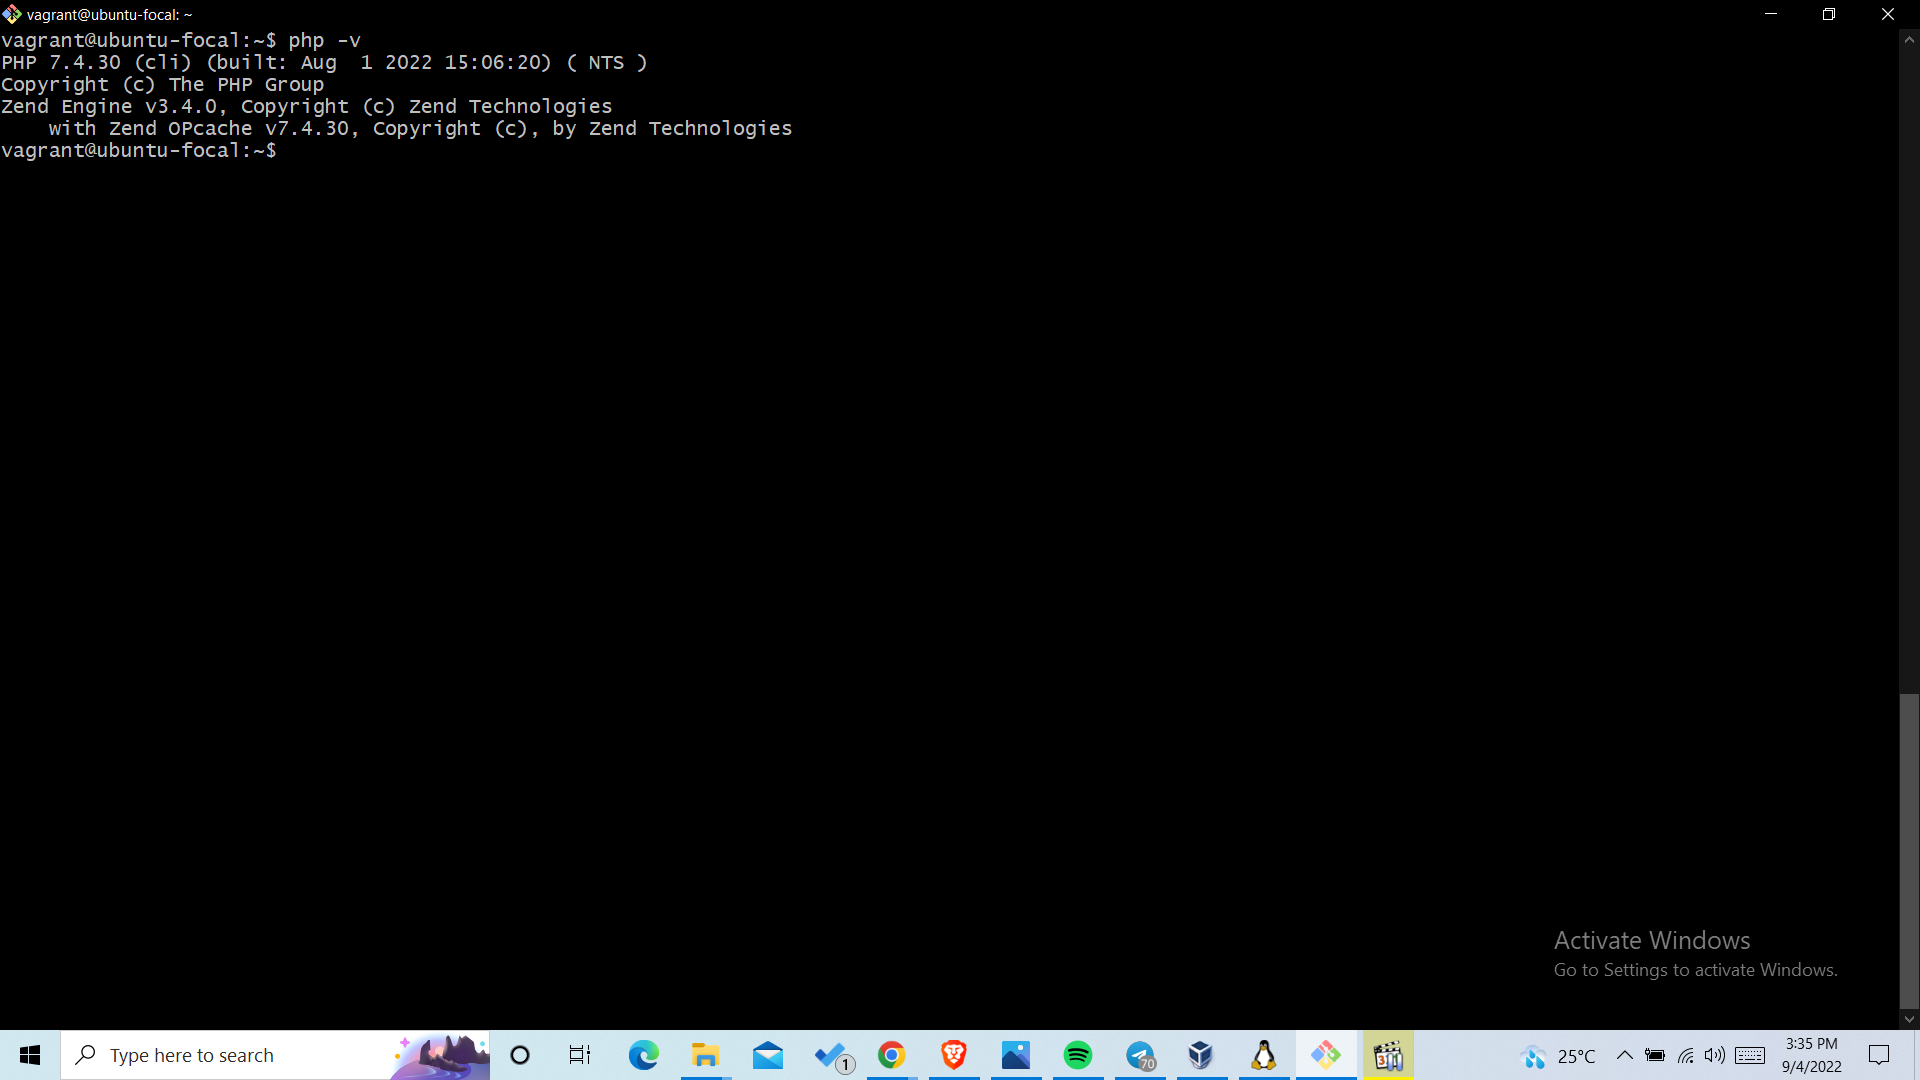 vagrant@ubuntu-focal: ~
vagrant@ubuntu-focal:~$ php -v
PHP 7.4.30 (cli) (built: Aug  1 2022 15:06:20) ( NTS )
Copyright (c) The PHP Group
Zend Engine v3.4.0, Copyright (c) Zend Technologies
    with Zend OPcache v7.4.30, Copyright (c), by Zend Technologies
vagrant@ubuntu-focal:~$
Activate Windows
Go to Settings to activate Windows.
Type here to search
1
70
25°C
3:35 PM
9/4/2022